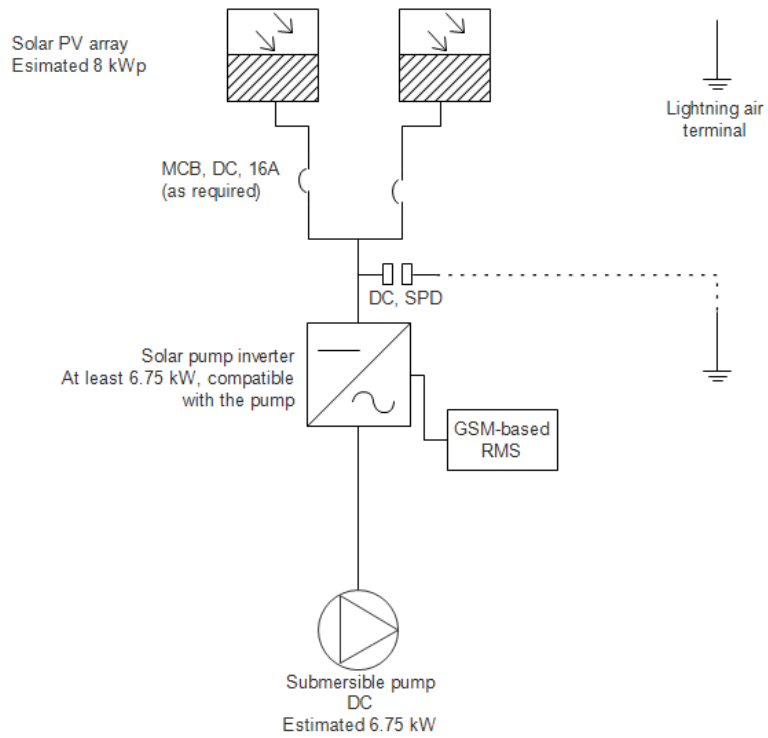 Solar PV array
Esimated 8 kWp
Lightning air
terminal
MCB, DC, 16A
(as required)
DC, SPD
Solar pump inverter
At least 6.75 kW, compatible
with the pump
GSM-based
RMS
Submersible pump
DC
Estimated 6.75 kW